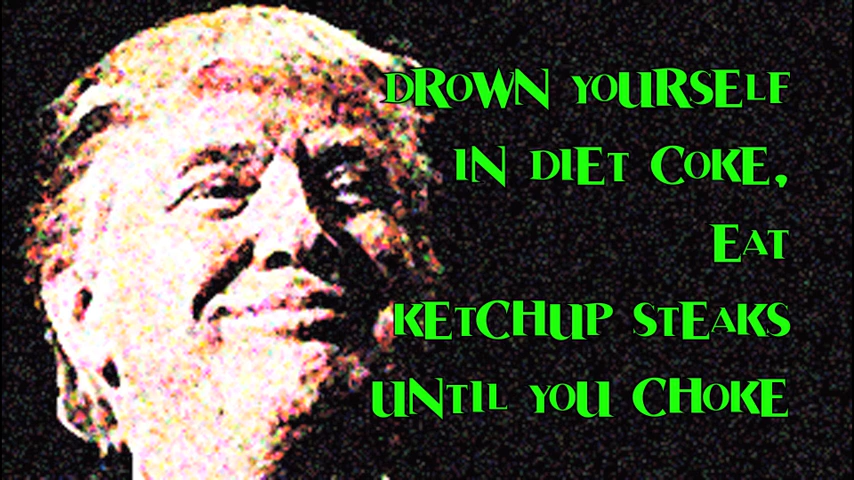 DROWN YOURSELF
IN DIET COKE,
EAT
KETCHUP STEAKS
UNTIL YOU CHOKE